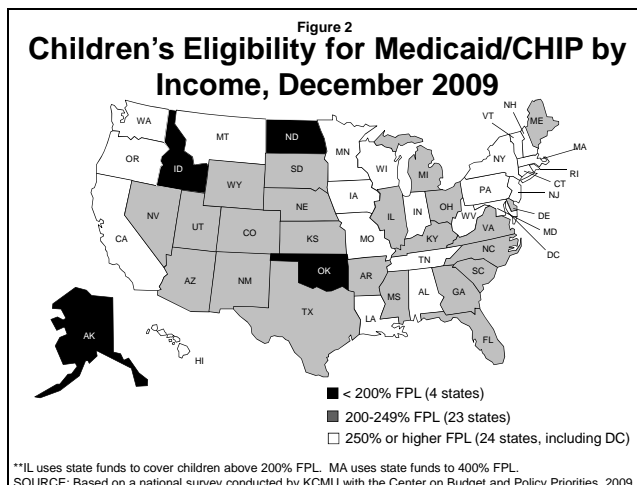 Figure 2
Children's Eligibility for Medicaid/CHIP by
Income, December 2009
WA
OR
CA
ID
MT
ND
MN
SD
WY
NV
UT
CO
NE
KS
IA
MO
WI
MI
IL
IN
OH
KY
TN
AR
OK
AZ
NM
TX
LA
MS
AL
GA
FL
SC
NC
VA
WV
PA
NY
VT
NH
ME
MA
RI
CT
NJ
DE
MD
DC
AK
HI
< 200% FPL (4 states)
200-249% FPL (23 states)
250% or higher FPL (24 states, including DC)
**IL uses state funds to cover children above 200% FPL. MA uses state funds to 400% FPL.
SOURCE: Based on a national survey conducted by KCMU with the Center on Budget and Policy Priorities, 2009.